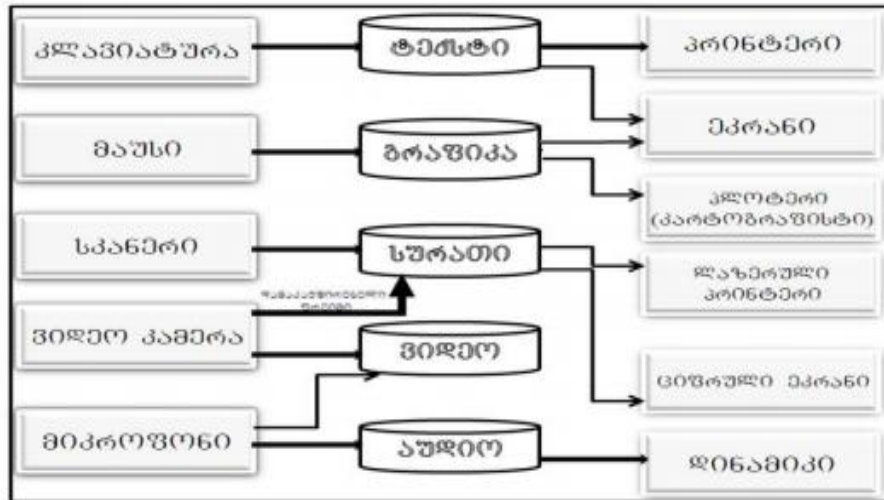 კლავიატურა
ტექსტი
პრინტერი
ეკრანი
მაუსი
გრაფიკა
პლოტერი
(კარტოგრაფისტი)
სკანერი
სურათი
ლაზერული
პრინტერი
ვიდეო კამერა
ვიდეო
ციფრული ეკრანი
მიკროფონი
აუდიო
დინამიკი